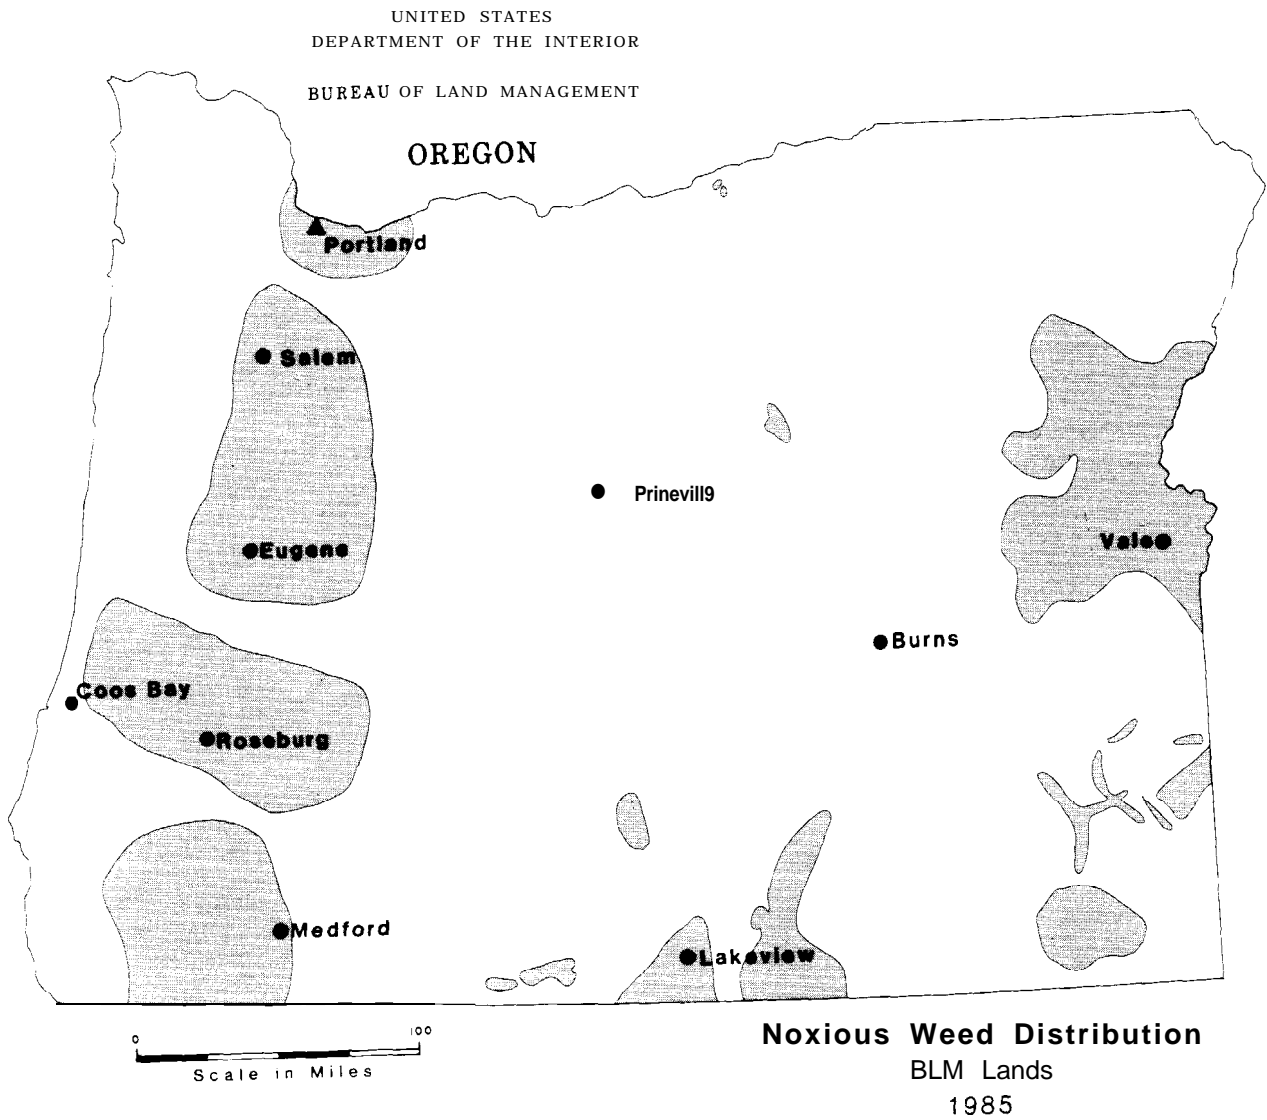 UNITED STATES
DEPARTMENT OF THE INTERIOR
BUREAU OF LAND MANAGEMENT
OREGON
Portland
Salem
Prinevill9
Eugene
Vale
Burns
Coos Bay
Roseburg
Medford
Lakeview
0 100
Scale in Miles
Noxious Weed Distribution
BLM Lands
1985